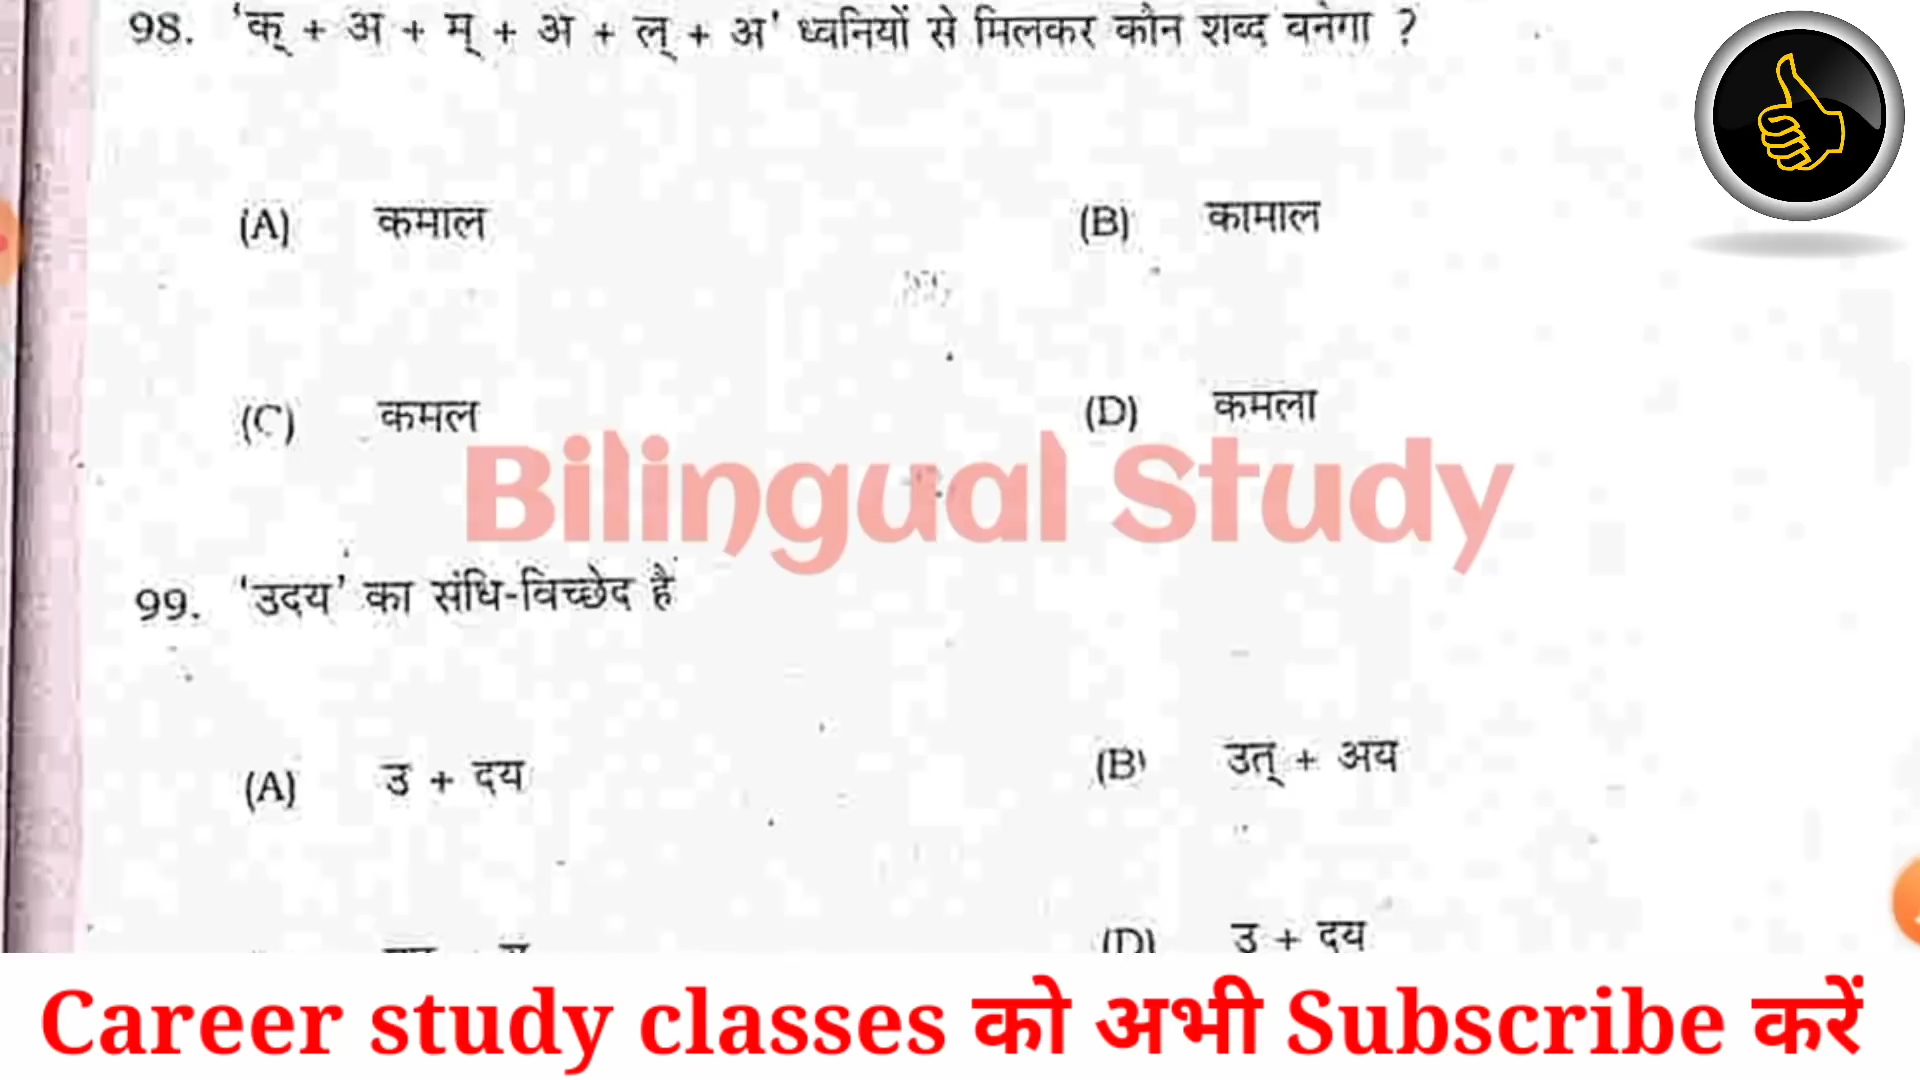 98. 'क् + अ + म् + अ + ल् + अ' ध्वनियों से मिलकर कौन शब्द बनेगा ?
(A) कमाल (B) कामाल
(C) कमल (D) कमला
Bilingual Study
99. 'उदय' का संधि-विच्छेद है
(A) उ + दय (B) उत् + अय
(D) उ + दय
Career study classes को अभी Subscribe करें